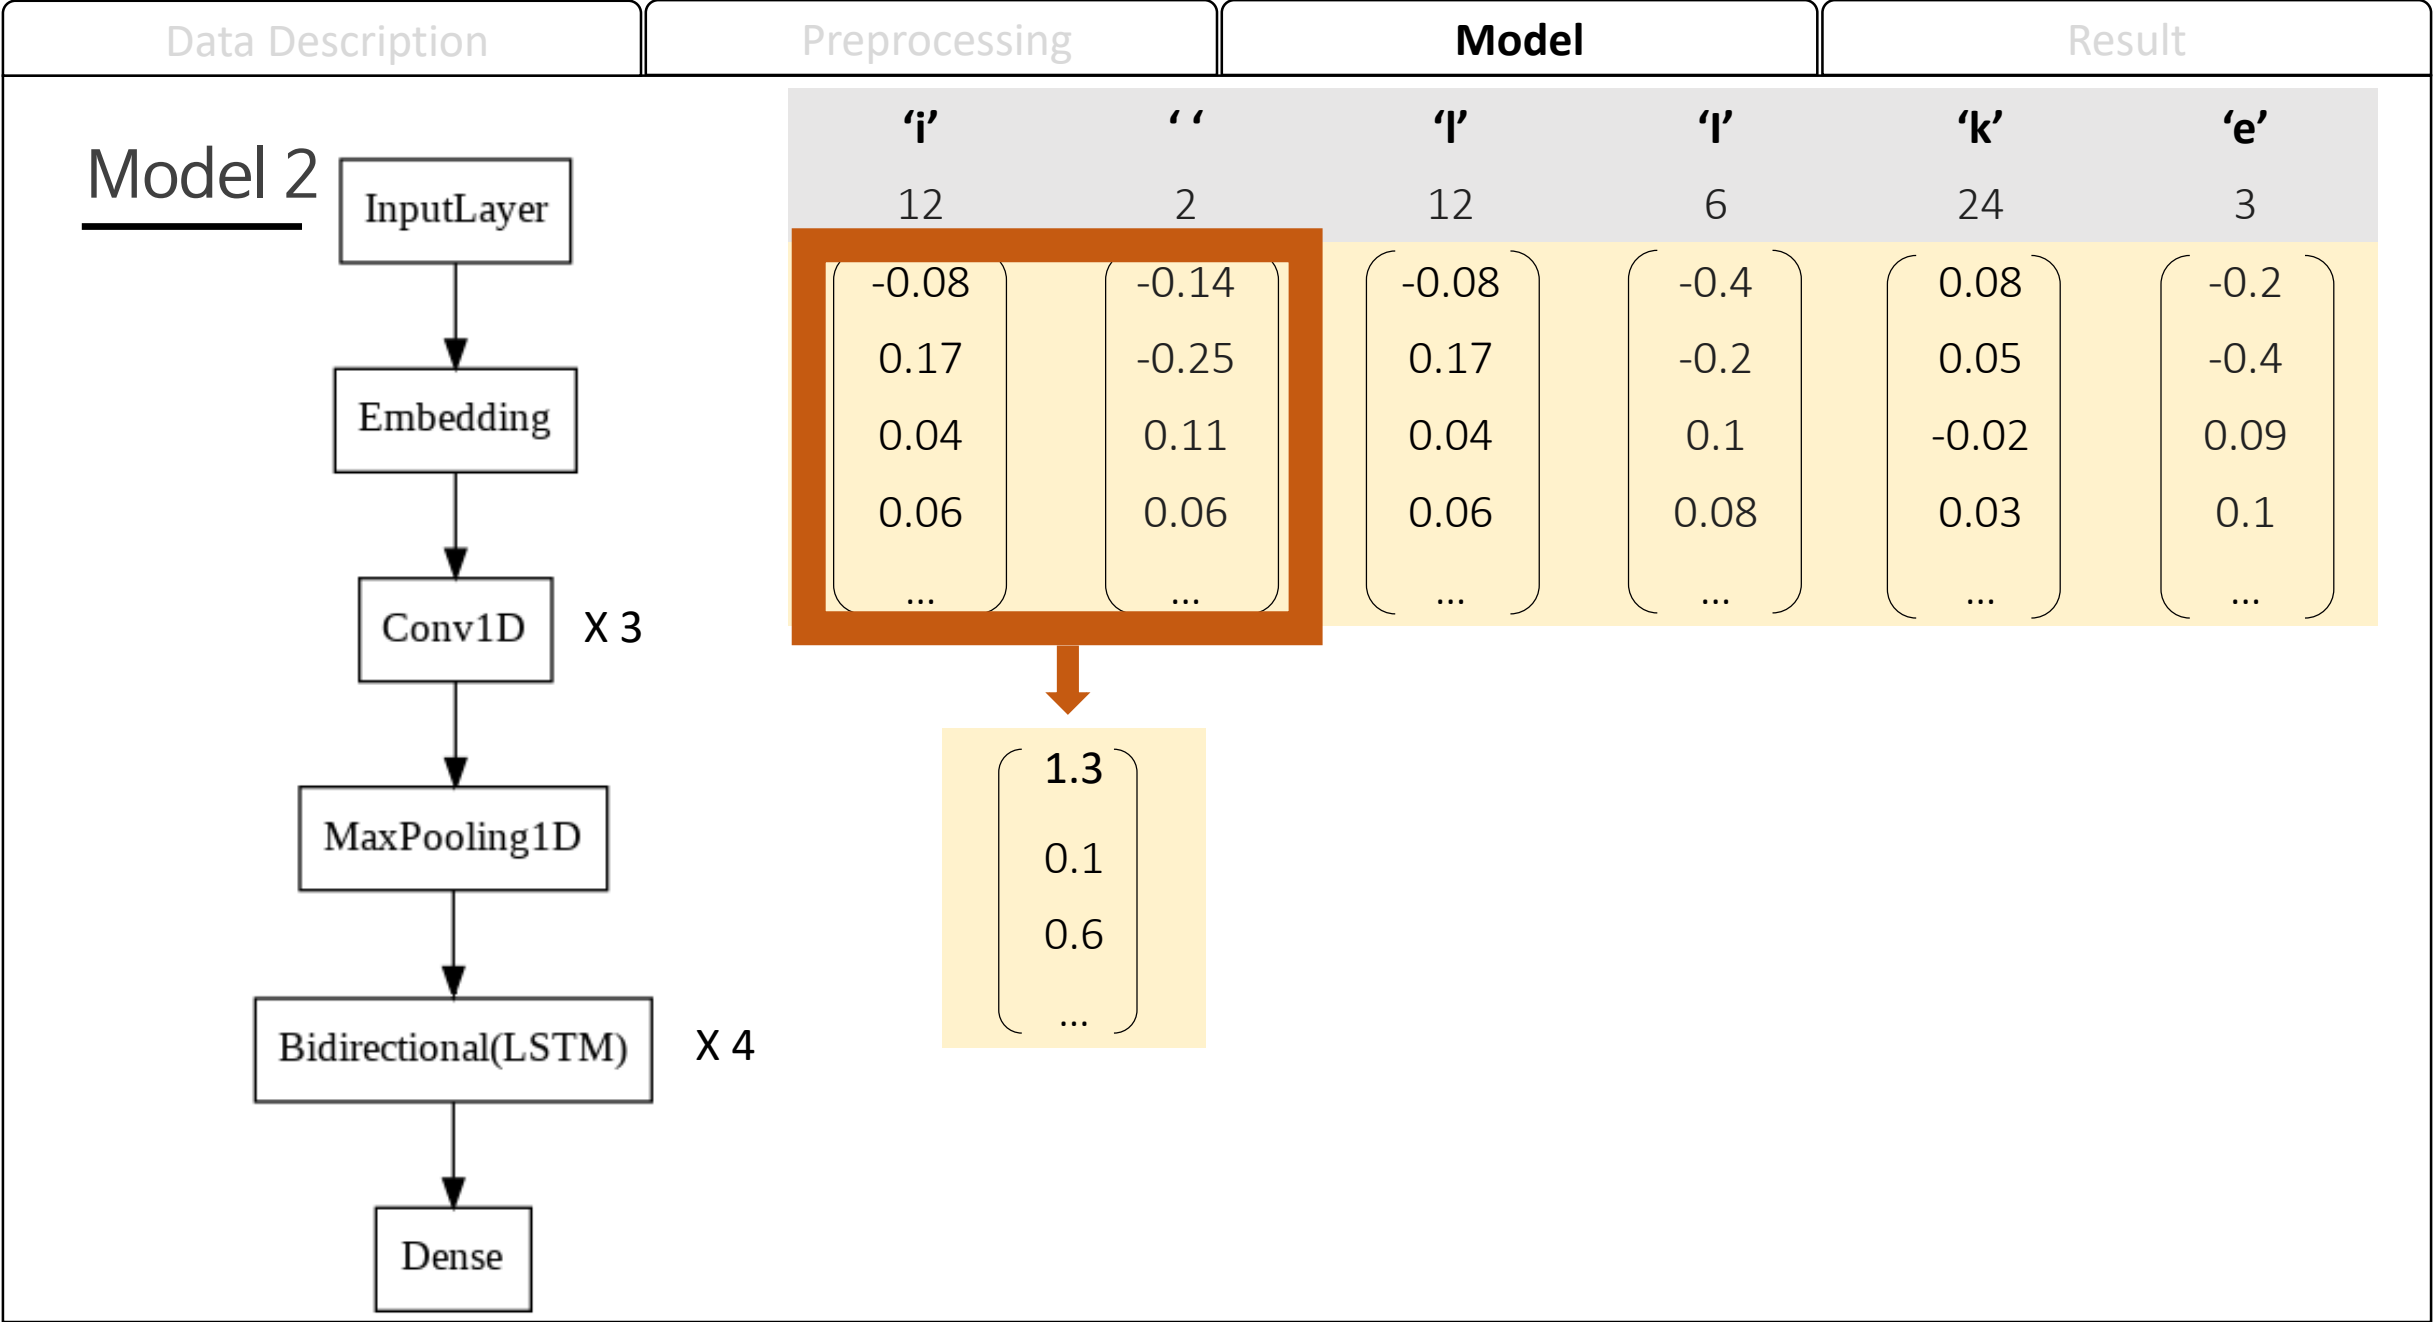 Data Description Preprocessing Model Result
Model 2
InputLayer
Embedding
Conv1D X 3
MaxPooling1D
Bidirectional(LSTM) X 4
Dense
‘i’ ‘ ‘ ‘l’ ‘l’ ‘k’ ‘e’
12 2 12 6 24 3
-0.08 -0.14 -0.08 -0.4 0.08 -0.2
0.17 -0.25 0.17 -0.2 0.05 -0.4
0.04 0.11 0.04 0.1 -0.02 0.09
0.06 0.06 0.06 0.08 0.03 0.1
... ... ... ... ... ...
1.3
0.1
0.6
...